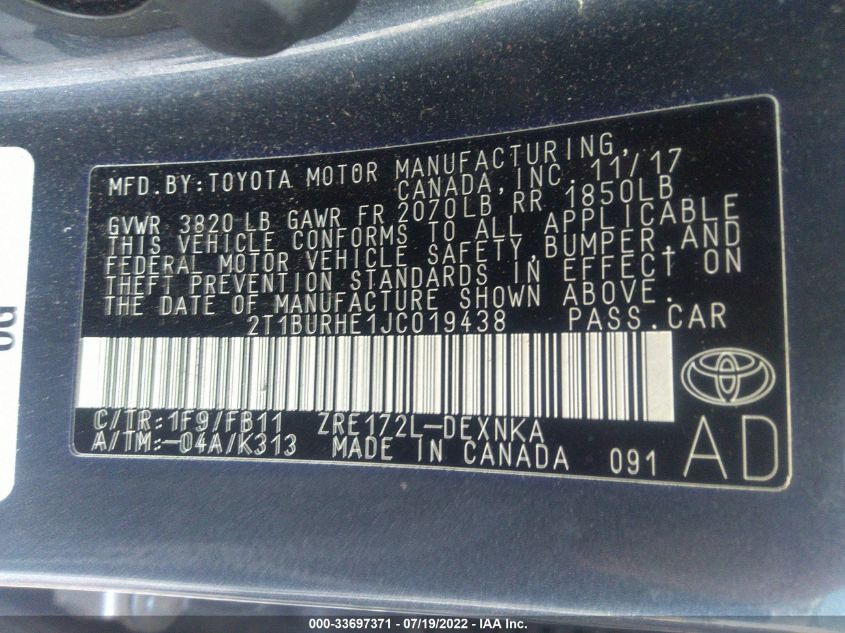 MFD.BY:TOYOTA MOTOR MANUFACTURING,
CANADA,INC. 11/17
GVWR 3820 LB GAWR FR 2070LB RR 1850LB
THIS VEHICLE CONFORMS TO ALL APPLICABLE
FEDERAL MOTOR VEHICLE SAFETY,BUMPER,AND
THEFT PREVENTION STANDARDS IN EFFECT ON
THE DATE OF MANUFACTURE SHOWN ABOVE.
2T1BURHE1JC019438 PASS.CAR
C/TR:1F9/FB11 ZRE172L-DEXNKA
A/TM:-04A/K313 MADE IN CANADA 091 AD
000-33697371 - 07/19/2022 - IAA Inc.